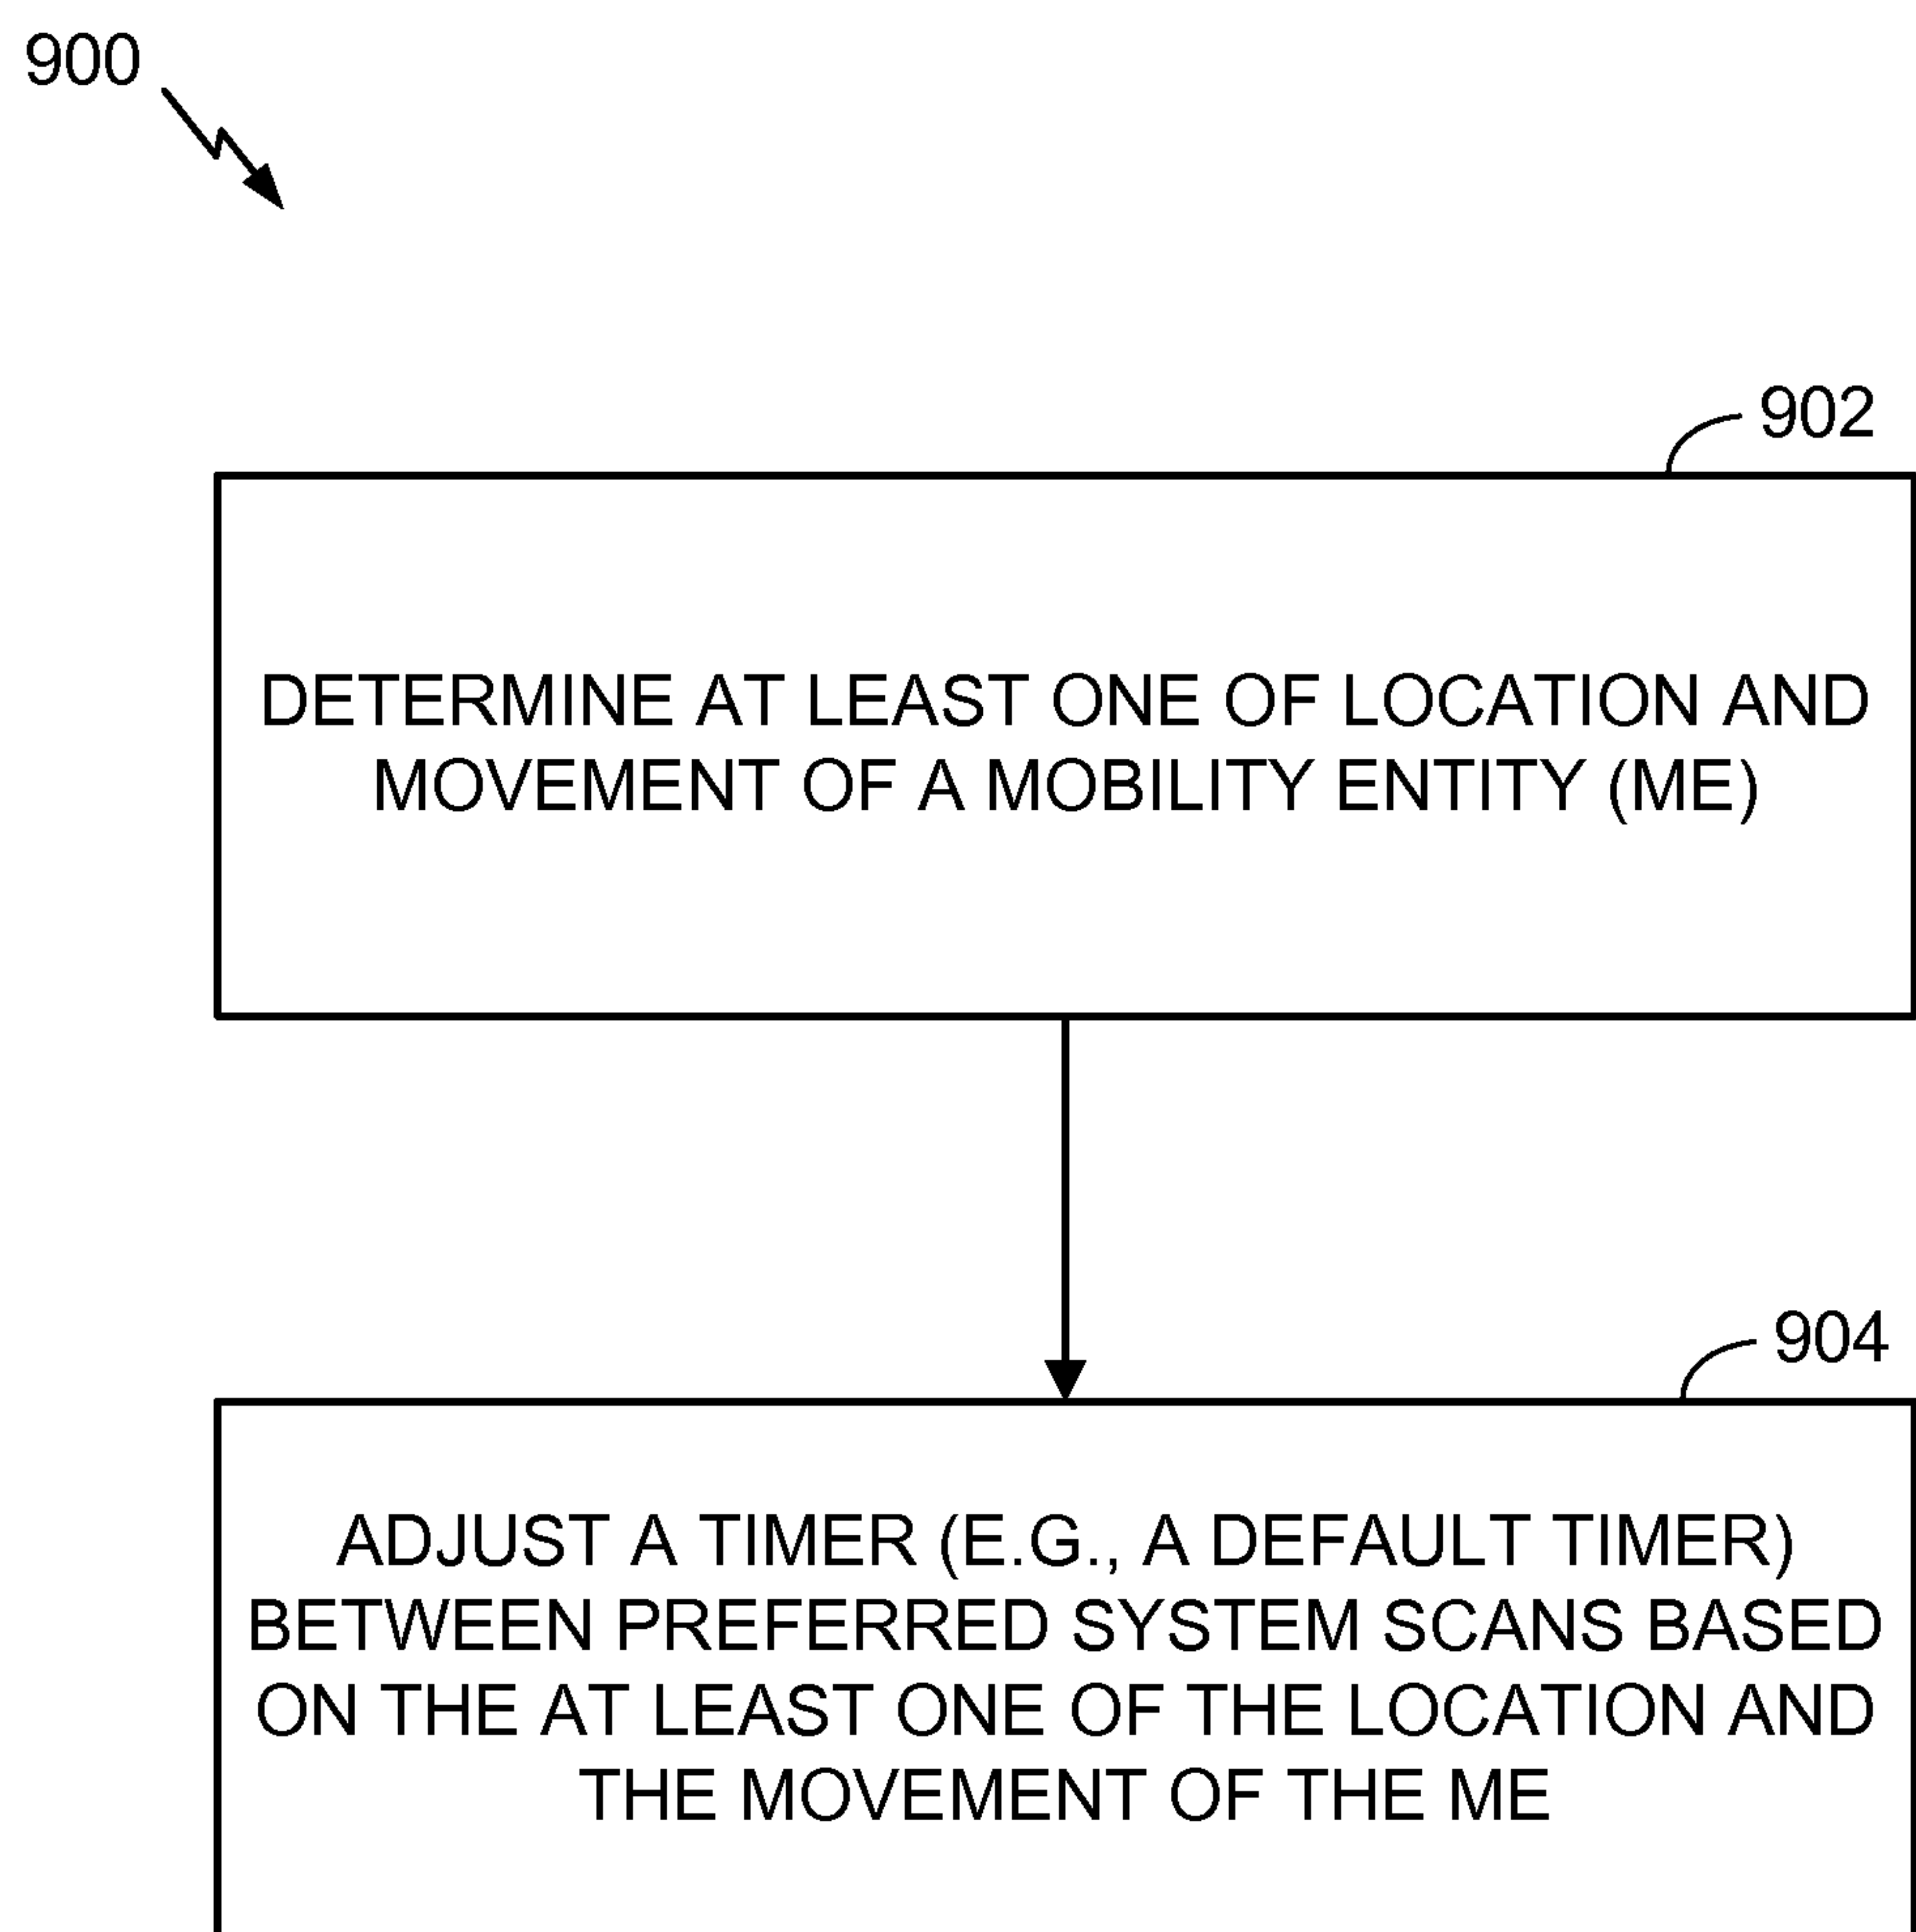 900
902
DETERMINE AT LEAST ONE OF LOCATION AND
MOVEMENT OF A MOBILITY ENTITY (ME)
904
ADJUST A TIMER (E.G., A DEFAULT TIMER)
BETWEEN PREFERRED SYSTEM SCANS BASED
ON THE AT LEAST ONE OF THE LOCATION AND
THE MOVEMENT OF THE ME